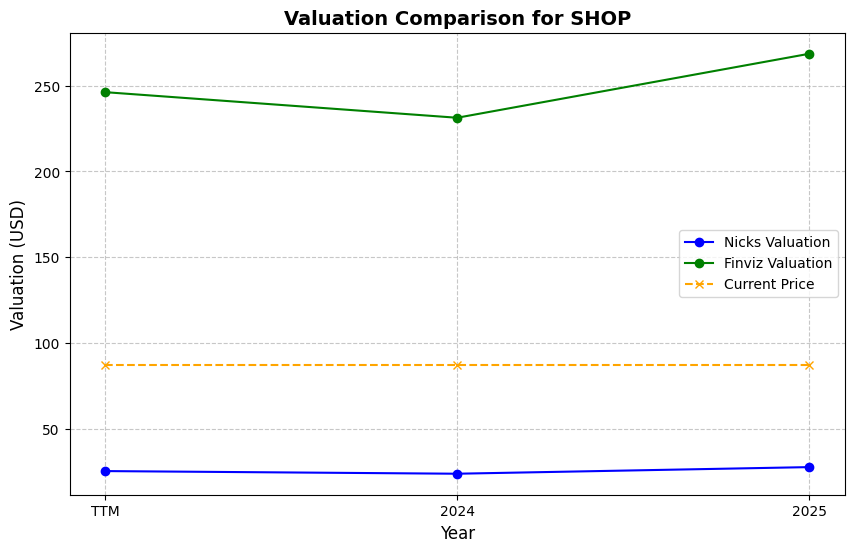 Valuation Comparison for SHOP
Valuation (USD)
250
200
150
100
50
Nicks Valuation
Finviz Valuation
Current Price
TTM
2024
2025
Year